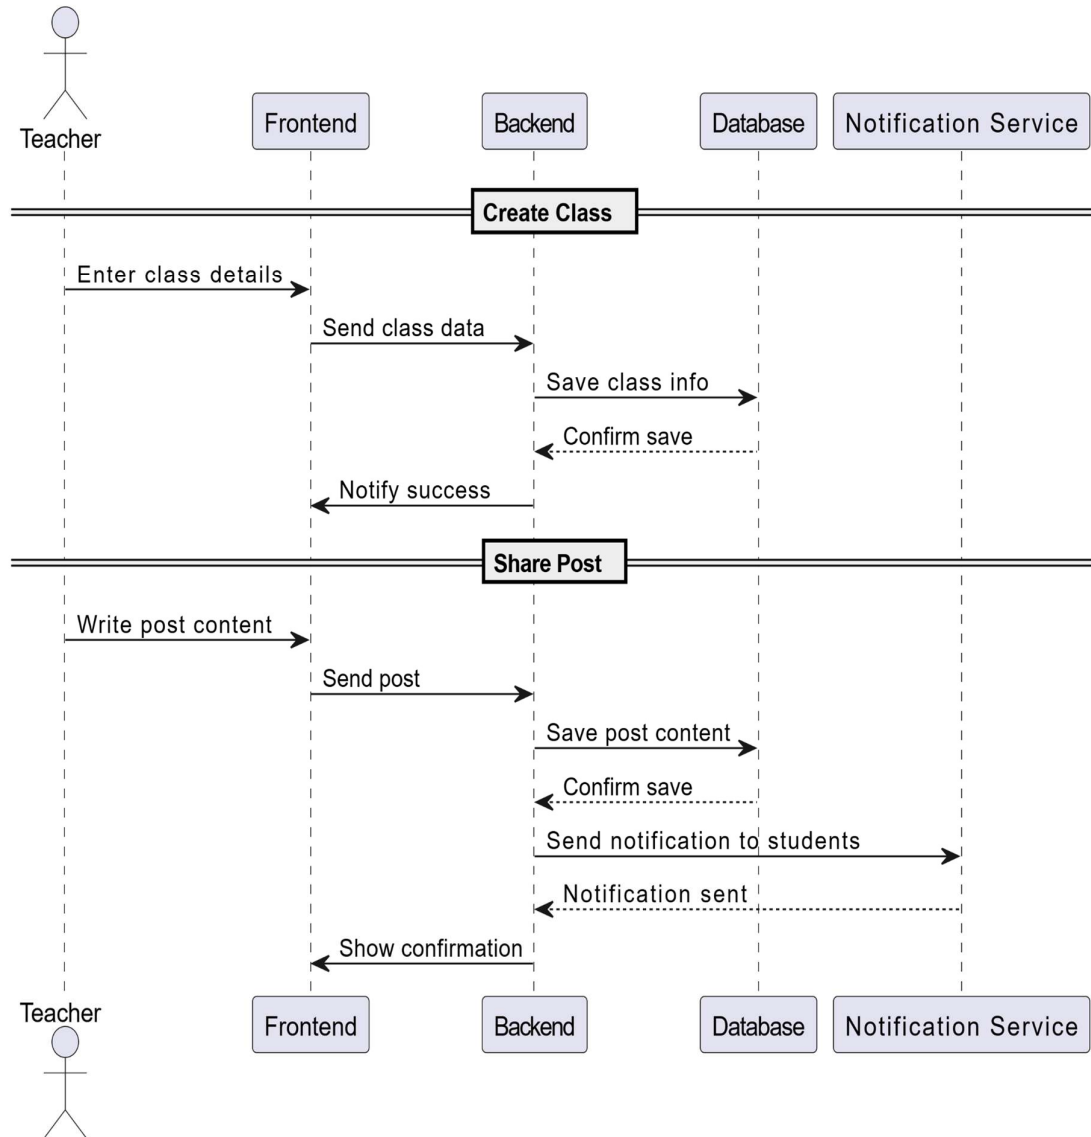 Teacher
Frontend
Backend
Database
Notification Service
Create Class
Enter class details
Send class data
Save class info
Confirm save
Notify success
Share Post
Write post content
Send post
Save post content
Confirm save
Send notification to students
Notification sent
Show confirmation
Teacher
Frontend
Backend
Database
Notification Service